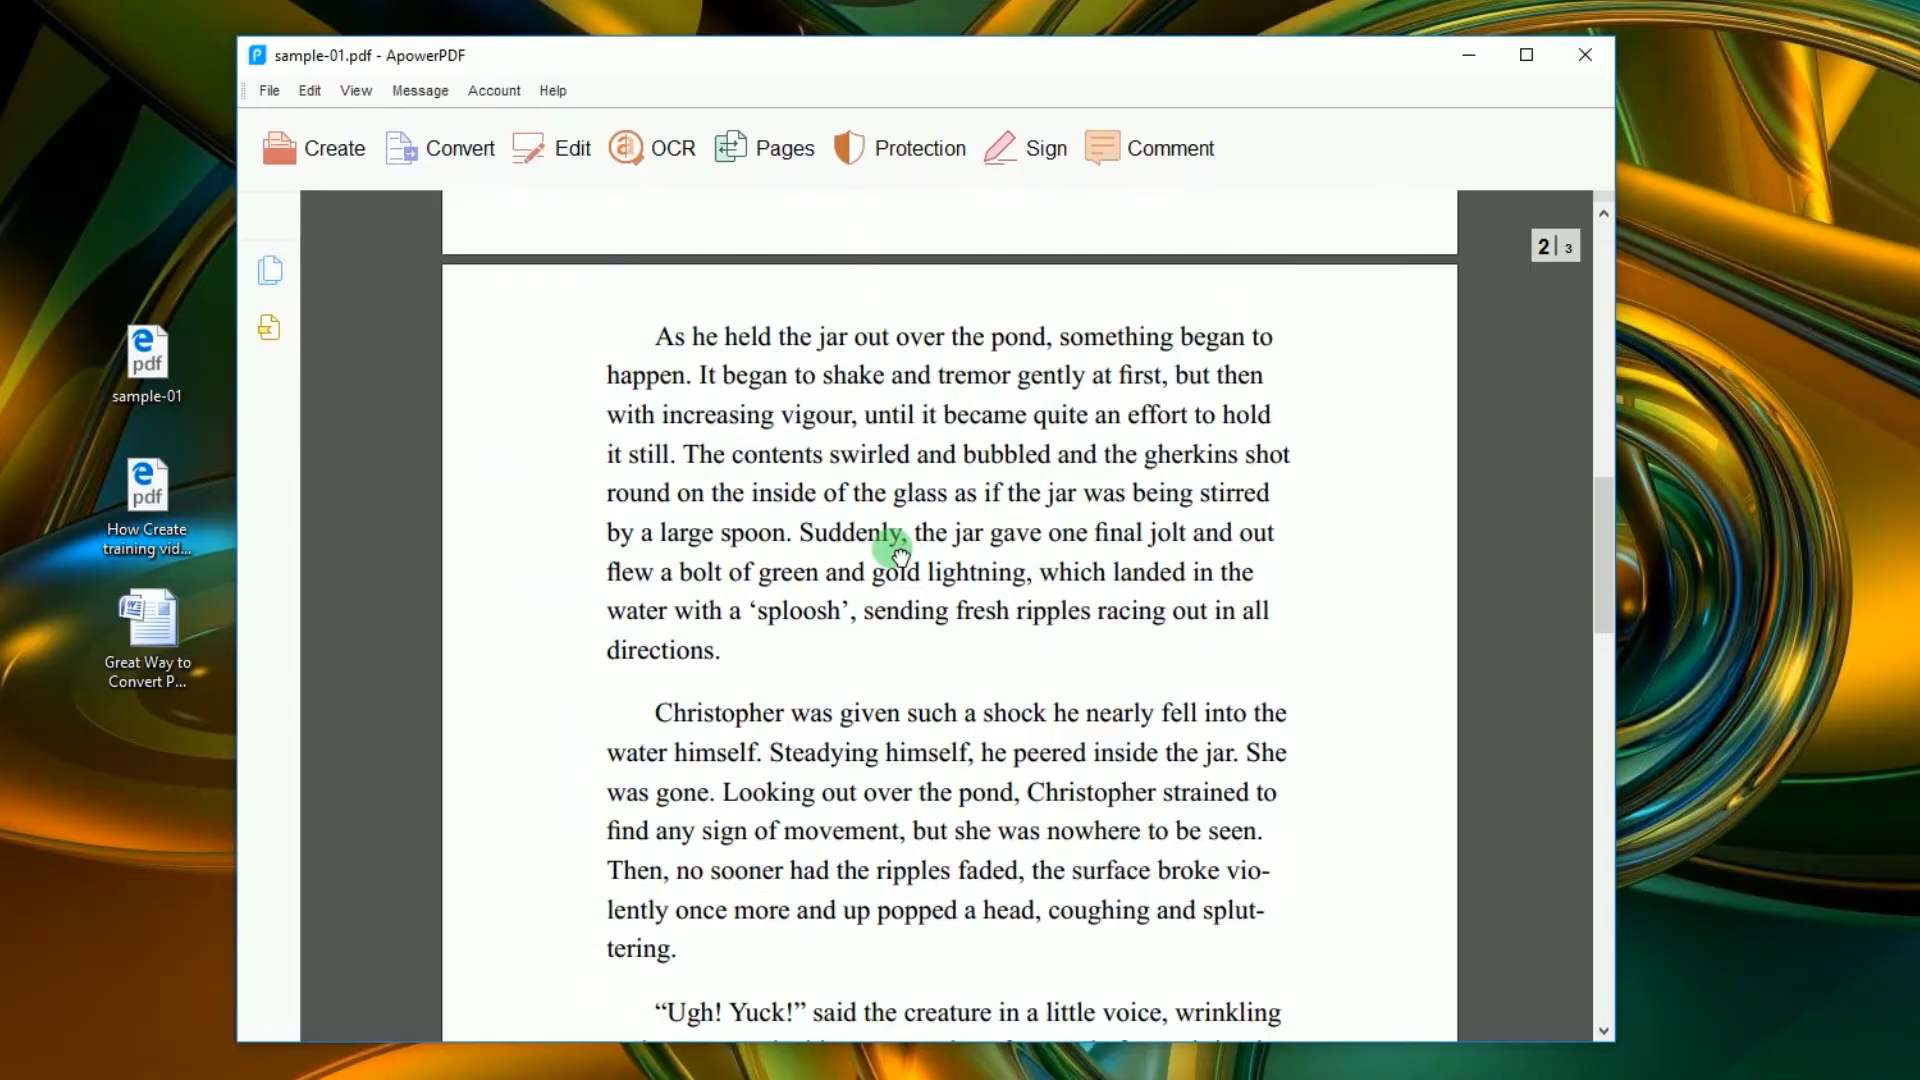 sample-01.pdf - ApowerPDF
File Edit View Message Account Help
Create Convert Edit OCR Pages Protection Sign Comment
2 | 3
As he held the jar out over the pond, something began to
happen. It began to shake and tremor gently at first, but then
with increasing vigour, until it became quite an effort to hold
it still. The contents swirled and bubbled and the gherkins shot
round on the inside of the glass as if the jar was being stirred
by a large spoon. Suddenly, the jar gave one final jolt and out
flew a bolt of green and gold lightning, which landed in the
water with a ‘sploosh’, sending fresh ripples racing out in all
directions.
Christopher was given such a shock he nearly fell into the
water himself. Steadying himself, he peered inside the jar. She
was gone. Looking out over the pond, Christopher strained to
find any sign of movement, but she was nowhere to be seen.
Then, no sooner had the ripples faded, the surface broke vio-
lently once more and up popped a head, coughing and splut-
tering.
“Ugh! Yuck!” said the creature in a little voice, wrinkling
pdf
sample-01
pdf
How Create
training vid...
Great Way to
Convert P...